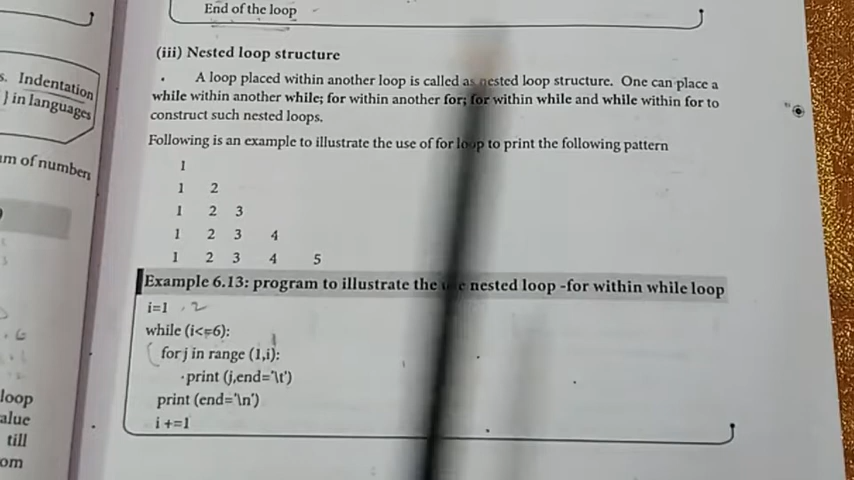 End of the loop
s. Indentation
} in languages
um of number
loop
alue
till
om
(iii) Nested loop structure
A loop placed within another loop is called as nested loop structure. One can place a
while within another while; for within another for; for within while and while within for to
construct such nested loops.
Following is an example to illustrate the use of for loop to print the following pattern
1
1 2
1 2 3
1 2 3 4
1 2 3 4 5
Example 6.13: program to illustrate the nested loop -for within while loop
i=1 , 2
while (i<=6):
for j in range (1,i):
print (j,end='\t')
print (end='\n')
i +=1